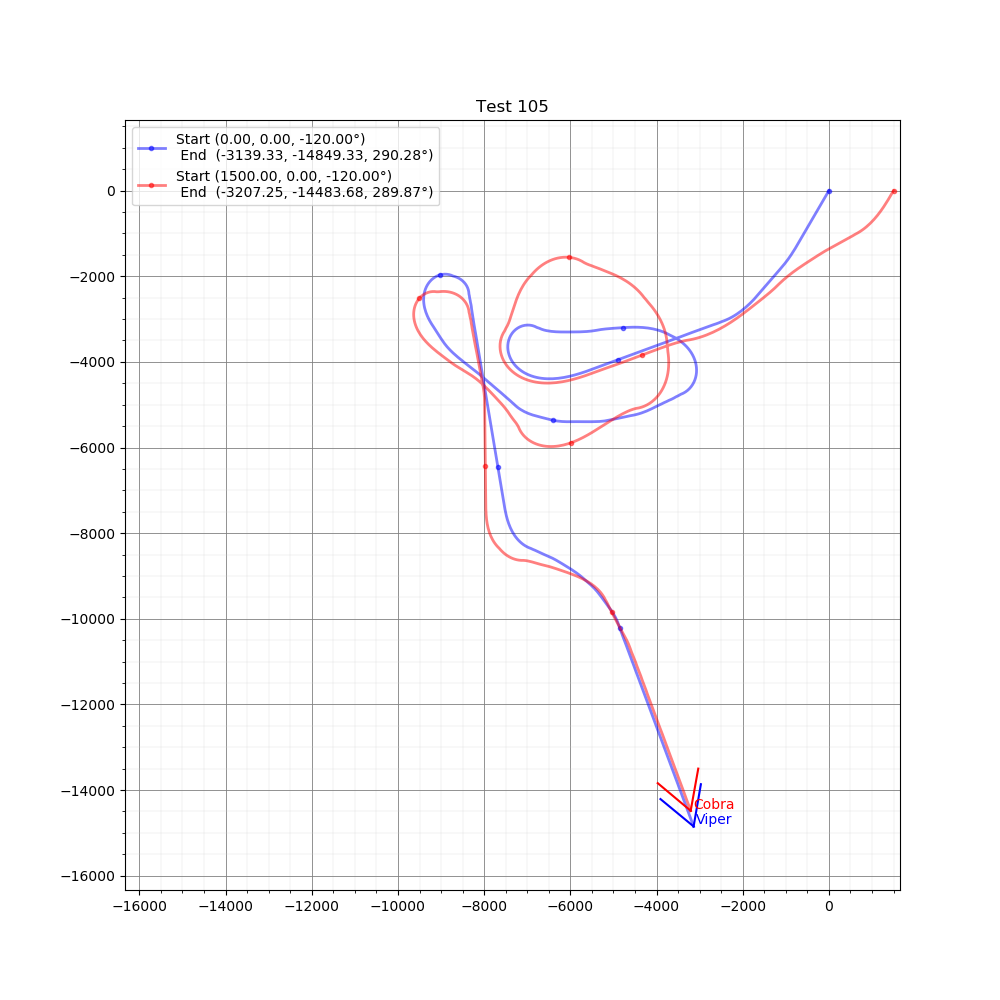 Test 105
Start (0.00, 0.00, -120.00°)
End  (-3139.33, -14849.33, 290.28°)
Start (1500.00, 0.00, -120.00°)
End  (-3207.25, -14483.68, 289.87°)
0
−2000
−4000
−6000
−8000
−10000
−12000
−14000
−16000
Cobra
Viper
−16000 −14000 −12000 −10000 −8000 −6000 −4000 −2000 0